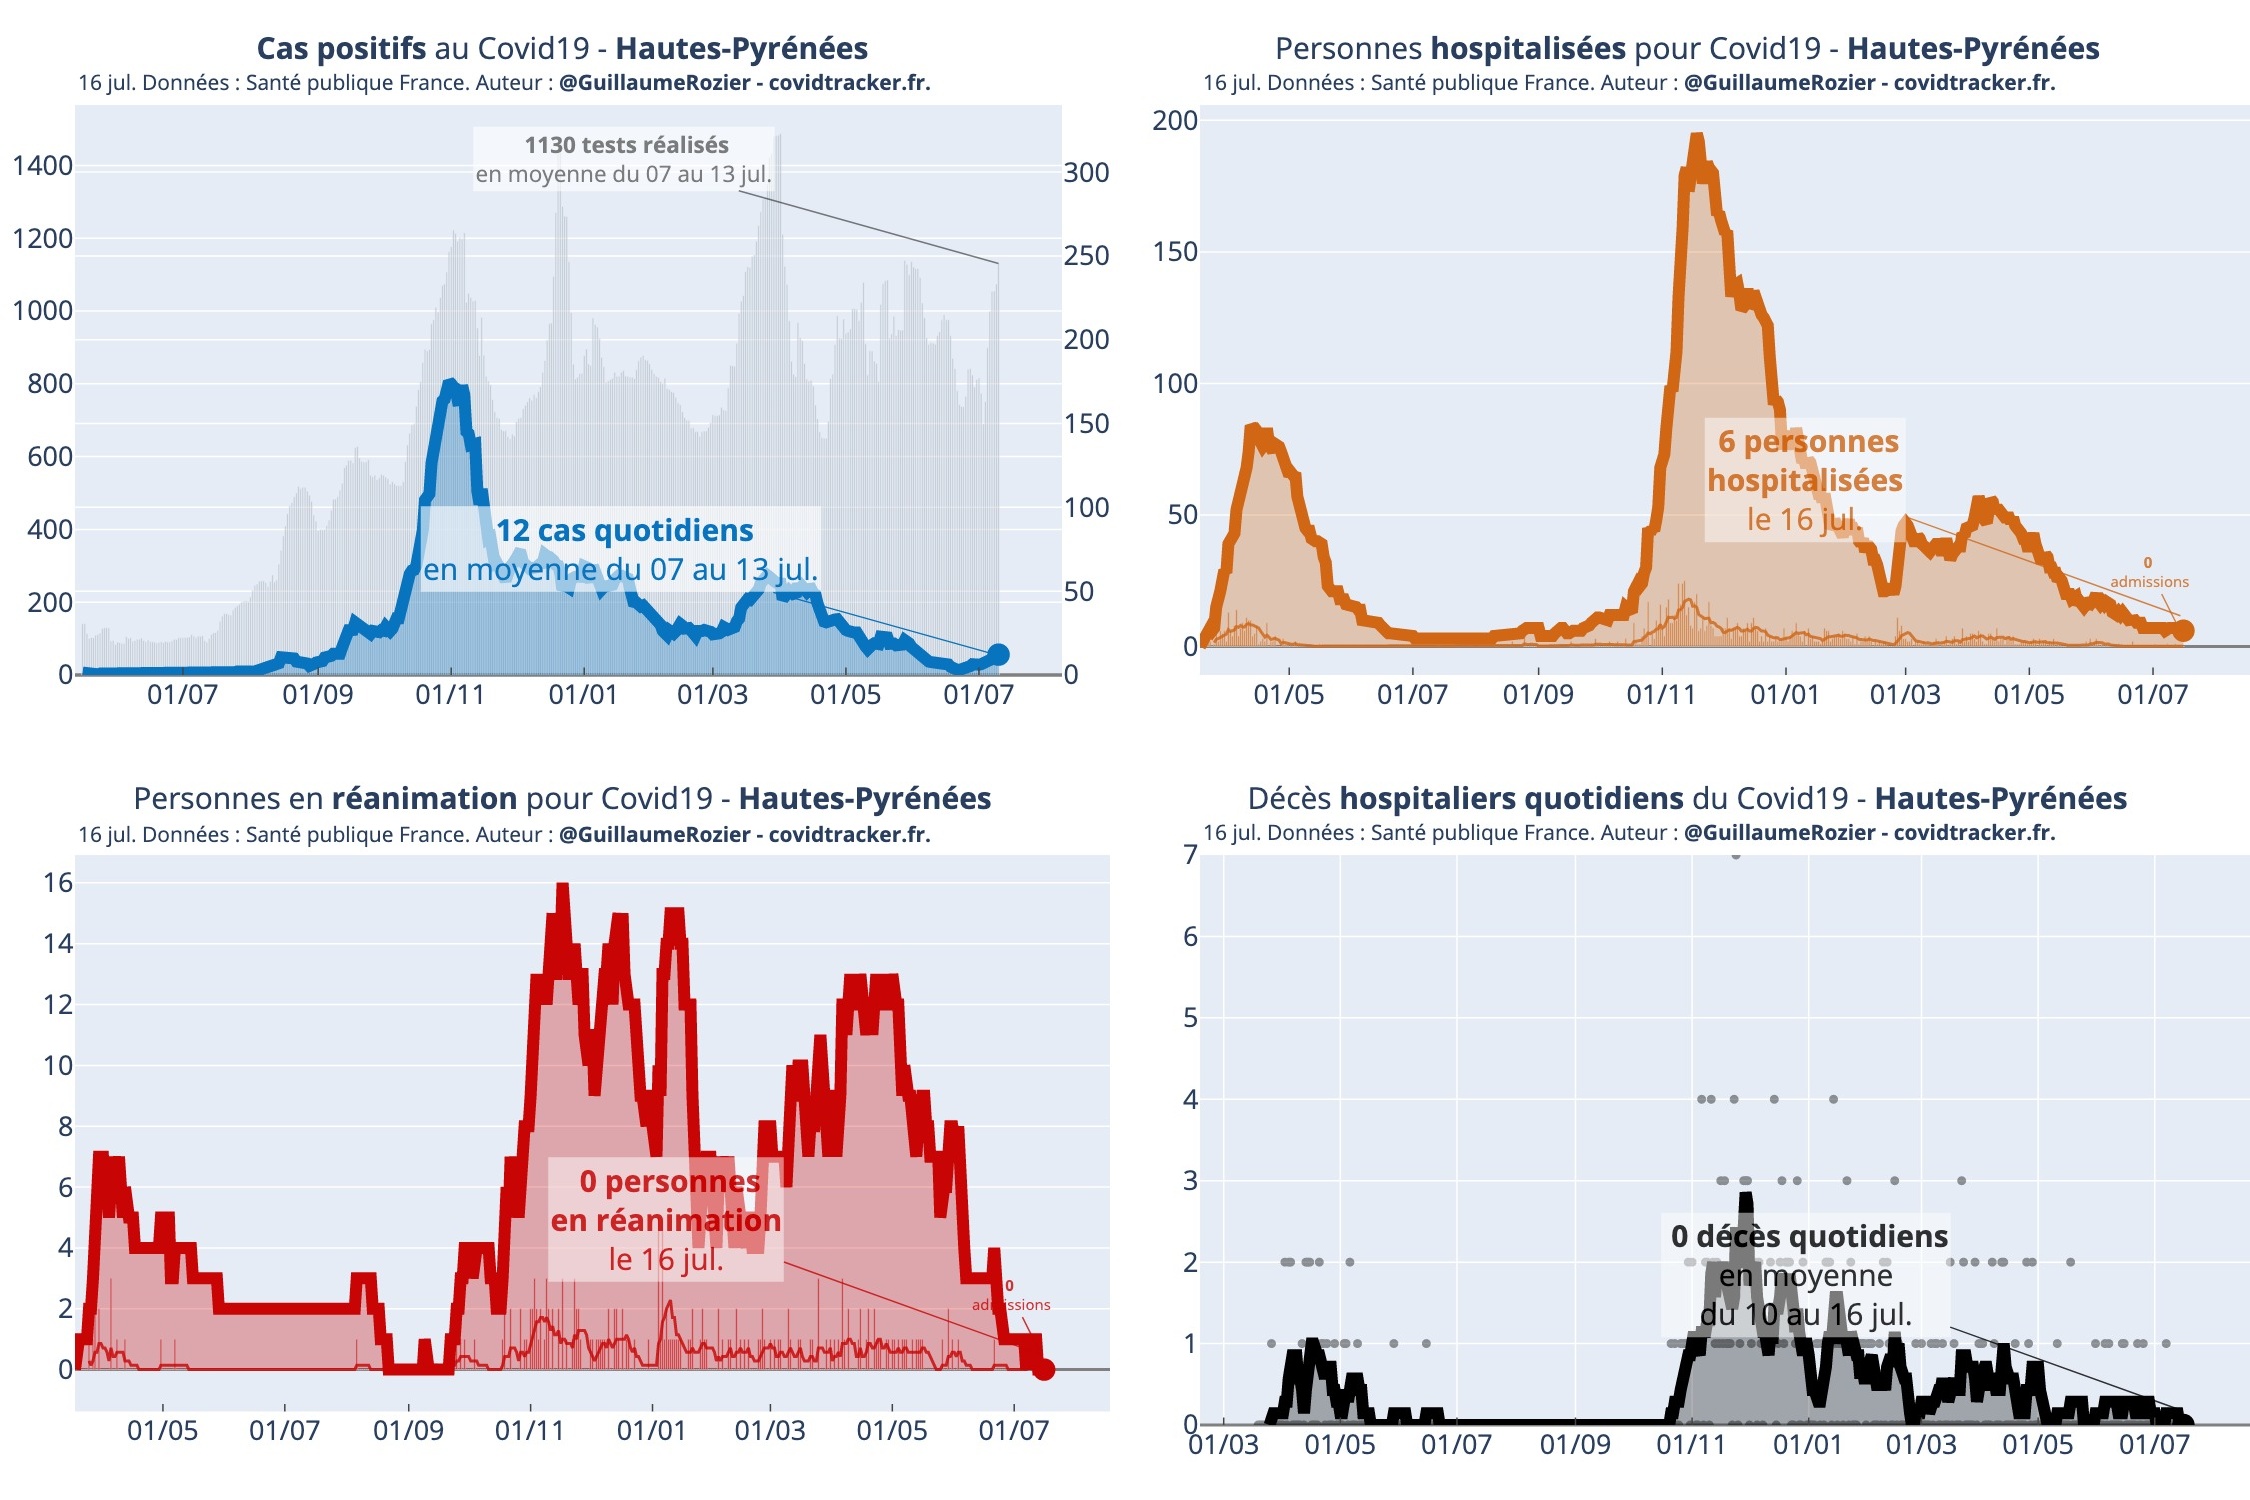 Cas positifs au Covid19 - Hautes-Pyrénées
16 jul. Données : Santé publique France. Auteur : @GuillaumeRozier - covidtracker.fr.
1130 tests réalisés
en moyenne du 07 au 13 jul.
1400
1200
1000
800
600
400
200
0
300
250
200
150
100
50
0
12 cas quotidiens
en moyenne du 07 au 13 jul.
01/07 01/09 01/11 01/01 01/03 01/05 01/07
Personnes hospitalisées pour Covid19 - Hautes-Pyrénées
16 jul. Données : Santé publique France. Auteur : @GuillaumeRozier - covidtracker.fr.
200
150
100
50
0
6 personnes
hospitalisées
le 16 jul.
0
admissions
01/05 01/07 01/09 01/11 01/01 01/03 01/05 01/07
Personnes en réanimation pour Covid19 - Hautes-Pyrénées
16 jul. Données : Santé publique France. Auteur : @GuillaumeRozier - covidtracker.fr.
16
14
12
10
8
6
4
2
0
0 personnes
en réanimation
le 16 jul.
0
admissions
01/05 01/07 01/09 01/11 01/01 01/03 01/05 01/07
Décès hospitaliers quotidiens du Covid19 - Hautes-Pyrénées
16 jul. Données : Santé publique France. Auteur : @GuillaumeRozier - covidtracker.fr.
7
6
5
4
3
2
1
0
0 décès quotidiens
en moyenne
du 10 au 16 jul.
01/03 01/05 01/07 01/09 01/11 01/01 01/03 01/05 01/07